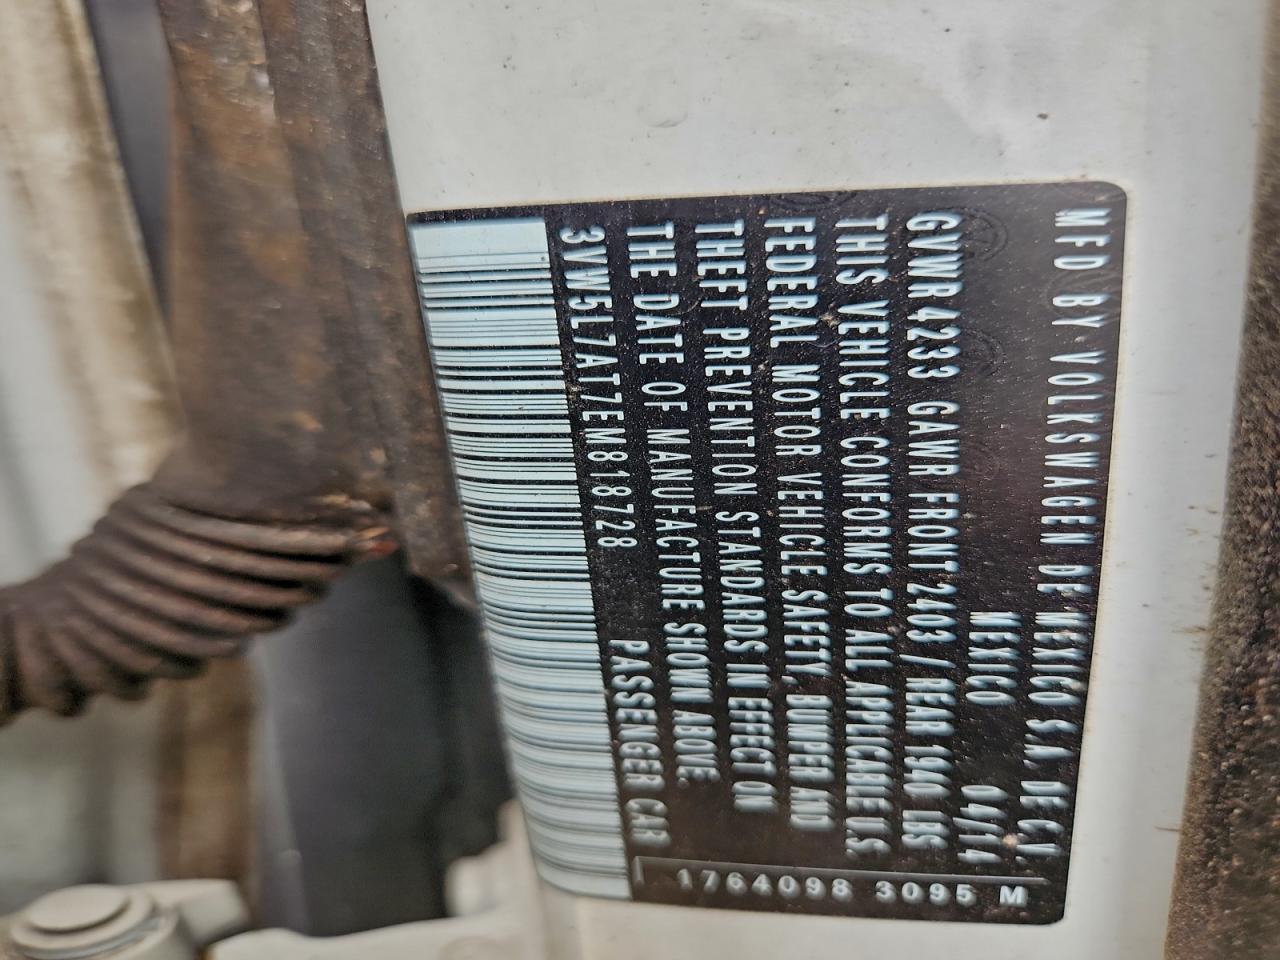 MFD BY VOLKSWAGEN DE MEXICO S.A. DE C.V.
MEXICO 04/14
GVWR 4233 GAWR FRONT 2403 / REAR 1940 LBS
THIS VEHICLE CONFORMS TO ALL APPLICABLE U.S.
FEDERAL MOTOR VEHICLE SAFETY, BUMPER AND
THEFT PREVENTION STANDARDS IN EFFECT ON
THE DATE OF MANUFACTURE SHOWN ABOVE.
3VW5L7AT7EM818728 PASSENGER CAR
1764098 3095 M